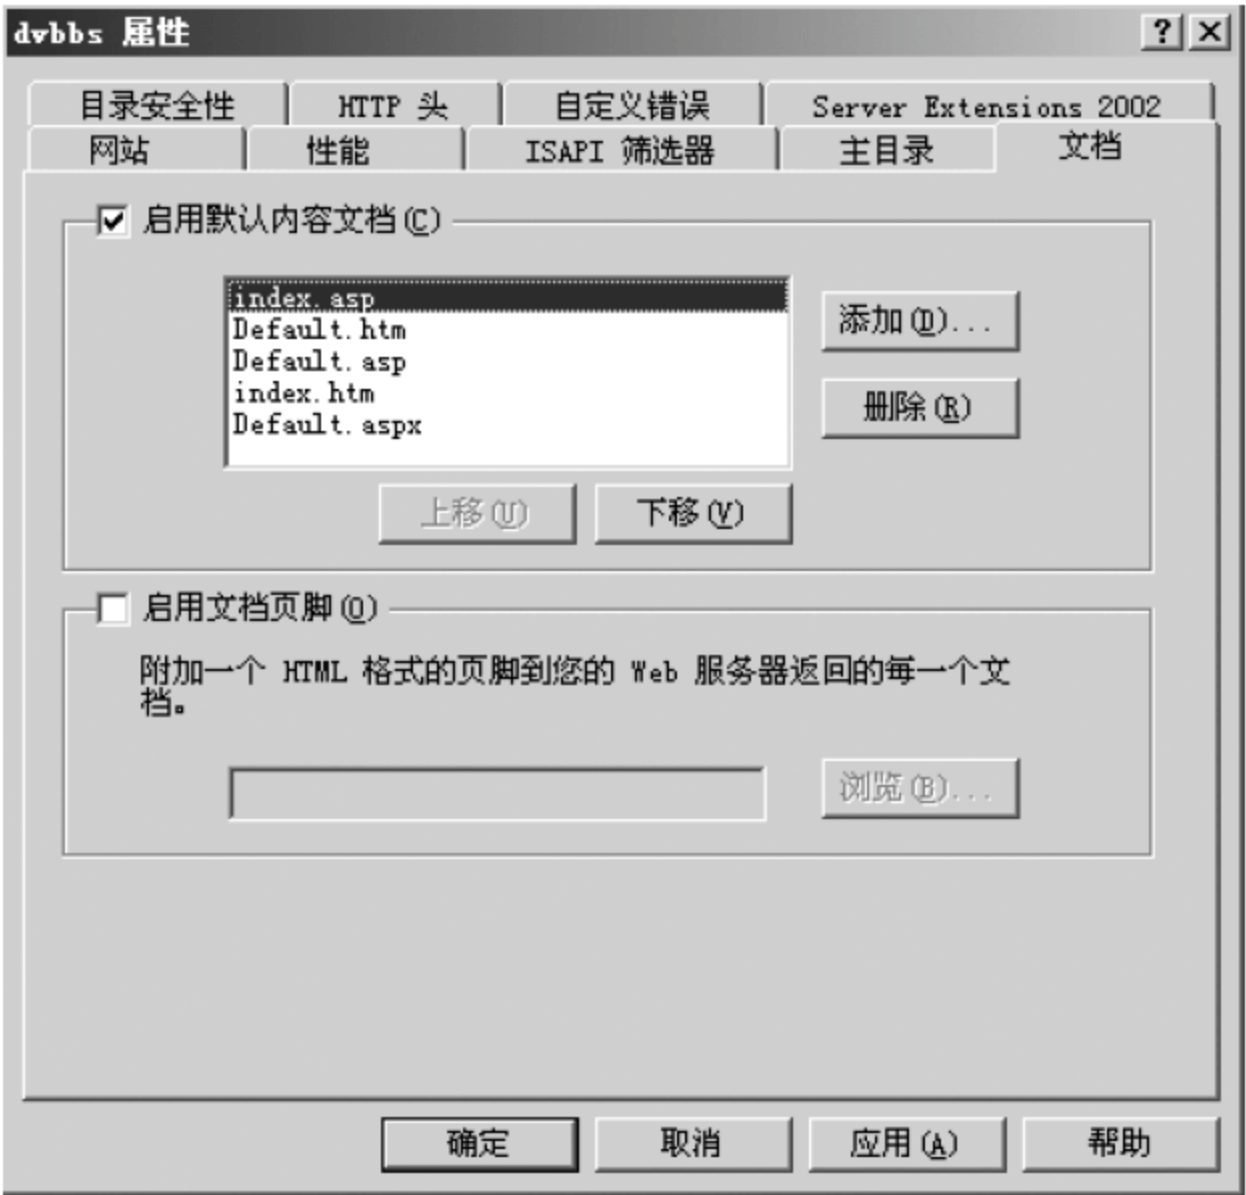 dvbbs 属性
目录安全性 HTTP 头 自定义错误 Server Extensions 2002
网站 性能 ISAPI 筛选器 主目录 文档
启用默认内容文档(C)
index.asp
Default.htm
Default.asp
index.htm
Default.aspx
添加(D)...
删除(R)
上移(U) 下移(V)
启用文档页脚(O)
附加一个 HTML 格式的页脚到您的 Web 服务器返回的每一个文
档。
浏览(B)...
确定 取消 应用(A) 帮助